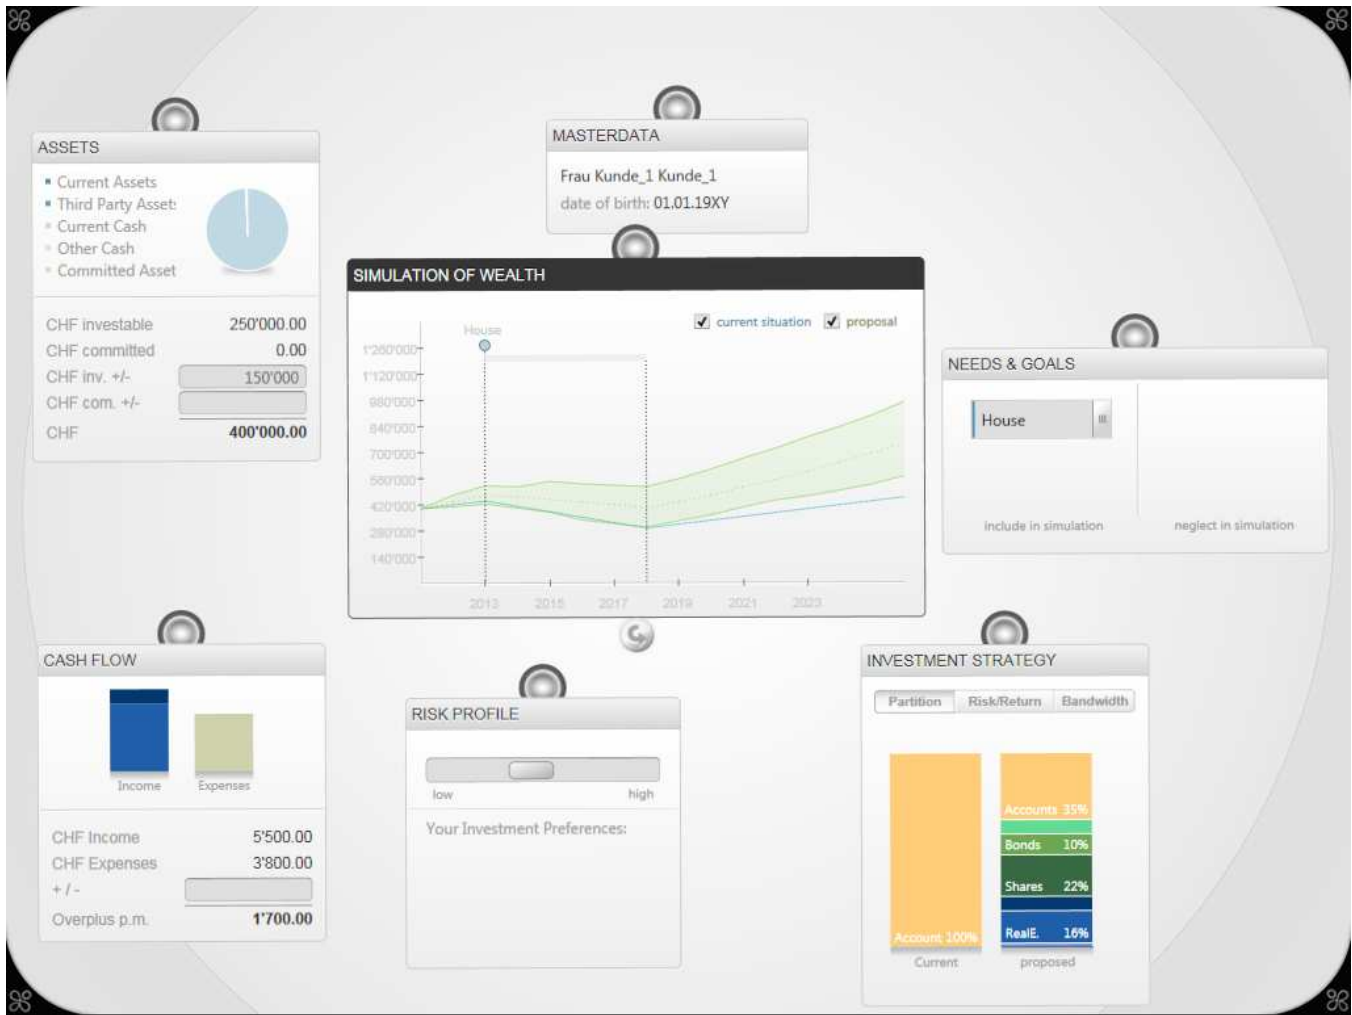 ASSETS
Current Assets
Third Party Asset:
Current Cash
Other Cash
Committed Asset
CHF investable 250'000.00
CHF committed 0.00
CHF inv. +/- 150'000
CHF com. +/-
CHF 400'000.00
MASTERDATA
Frau Kunde_1 Kunde_1
date of birth: 01.01.19XY
SIMULATION OF WEALTH
House
current situation proposal
1'260'000
1'120'000
980'000
840'000
700'000
560'000
420'000
280'000
140'000
2013 2015 2017 2019 2021 2023
NEEDS & GOALS
House
include in simulation neglect in simulation
CASH FLOW
Income Expenses
CHF Income 5'500.00
CHF Expenses 3'800.00
+ / -
Overplus p.m. 1'700.00
RISK PROFILE
low high
Your Investment Preferences:
INVESTMENT STRATEGY
Partition Risk/Return Bandwidth
Accounts 35%
Bonds 10%
Shares 22%
RealE. 16%
Account 100%
Current proposed